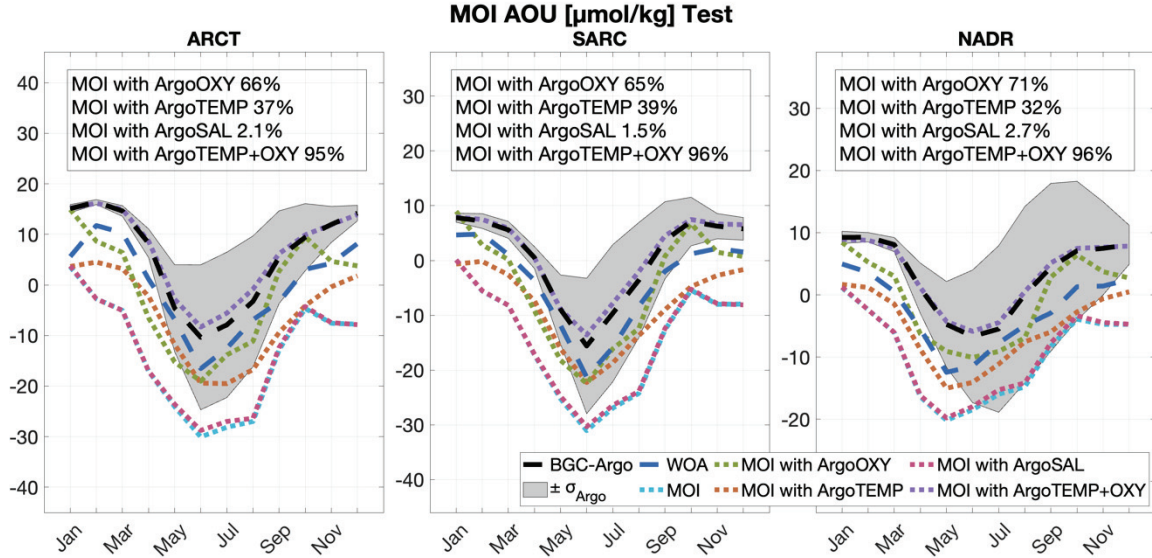 MOI AOU [µmol/kg] Test
ARCT
40
30
20
10
0
-10
-20
-30
-40
MOI with ArgoOXY 66%
MOI with ArgoTEMP 37%
MOI with ArgoSAL 2.1%
MOI with ArgoTEMP+OXY 95%
Jan
Mar
May
Jul
Sep
Nov
SARC
30
20
10
0
-10
-20
-30
-40
MOI with ArgoOXY 65%
MOI with ArgoTEMP 39%
MOI with ArgoSAL 1.5%
MOI with ArgoTEMP+OXY 96%
Jan
Mar
May
Jul
Sep
Nov
NADR
30
20
10
0
-10
-20
MOI with ArgoOXY 71%
MOI with ArgoTEMP 32%
MOI with ArgoSAL 2.7%
MOI with ArgoTEMP+OXY 96%
Jan
Mar
May
Jul
Sep
Nov
BGC-Argo WOA MOI with ArgoOXY MOI with ArgoSAL
± σArgo MOI MOI with ArgoTEMP MOI with ArgoTEMP+OXY